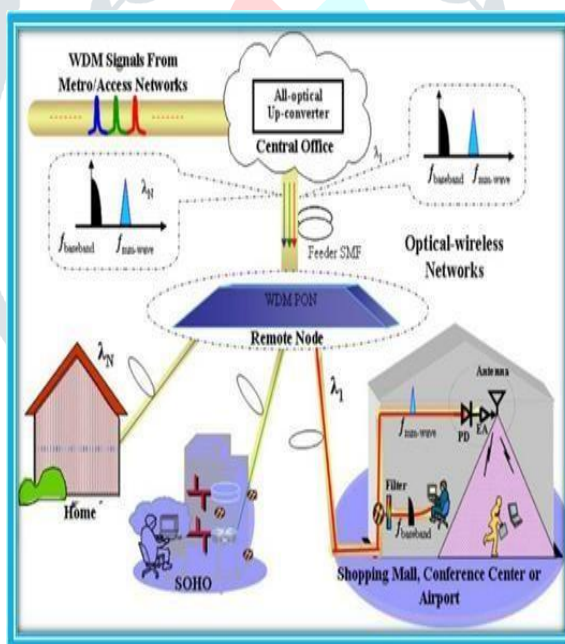 WDM Signals From
Metro/Access Networks
All-optical
Up-converter
Central Office
λ1
fbaseband
fmm-wave
λN
fbaseband
fmm-wave
Feeder SMF
Optical-wireless
Networks
WDM PON
Remote Node
λN
λ1
Antenna
fmm-wave
PD
EA
Filter
fbaseband
Home
SOHO
Shopping Mall, Conference Center or
Airport